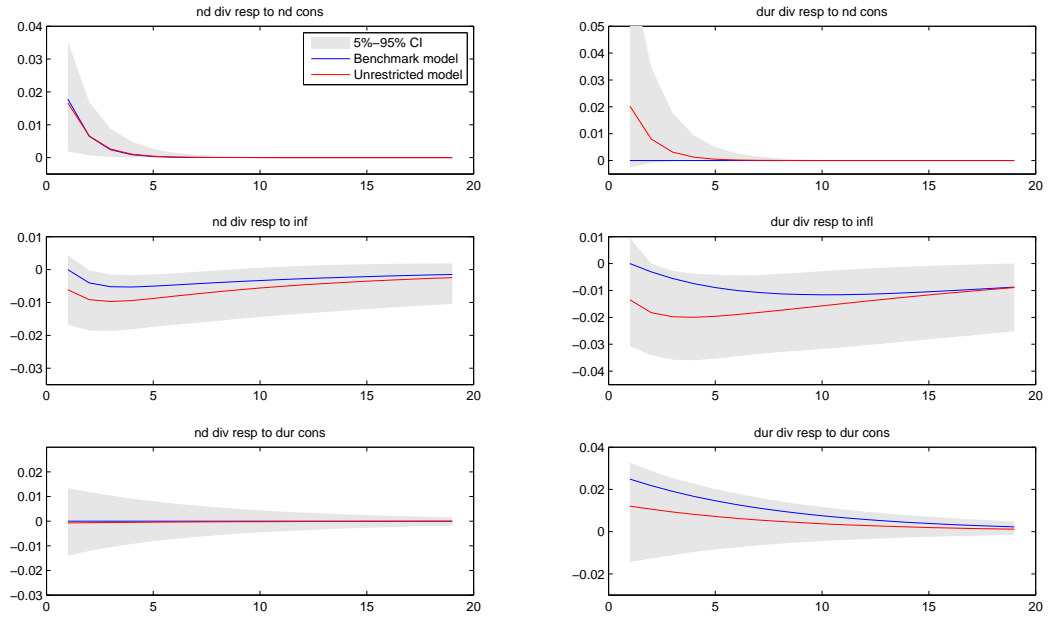 nd div resp to nd cons
0.04
0.03
0.02
0.01
0
0 5 10 15 20
5%−95% CI
Benchmark model
Unrestricted model
dur div resp to nd cons
0.05
0.04
0.03
0.02
0.01
0
0 5 10 15 20
nd div resp to inf
0.01
0
−0.01
−0.02
−0.03
0 5 10 15 20
dur div resp to infl
0.01
0
−0.01
−0.02
−0.03
−0.04
0 5 10 15 20
nd div resp to dur cons
0.02
0.01
0
−0.01
−0.02
−0.03
0 5 10 15 20
dur div resp to dur cons
0.04
0.02
0
−0.02
0 5 10 15 20